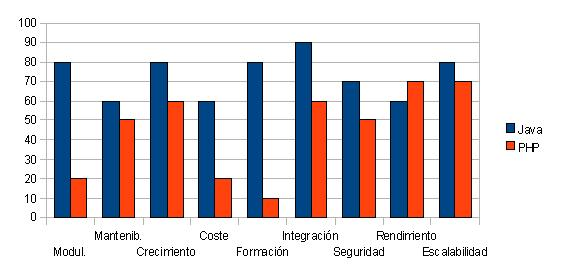 100
90
80
70
60
50
40
30
20
10
0
Java
PHP
Mantenib. Coste Integración Rendimiento
Modul. Crecimiento Formación Seguridad Escalabilidad